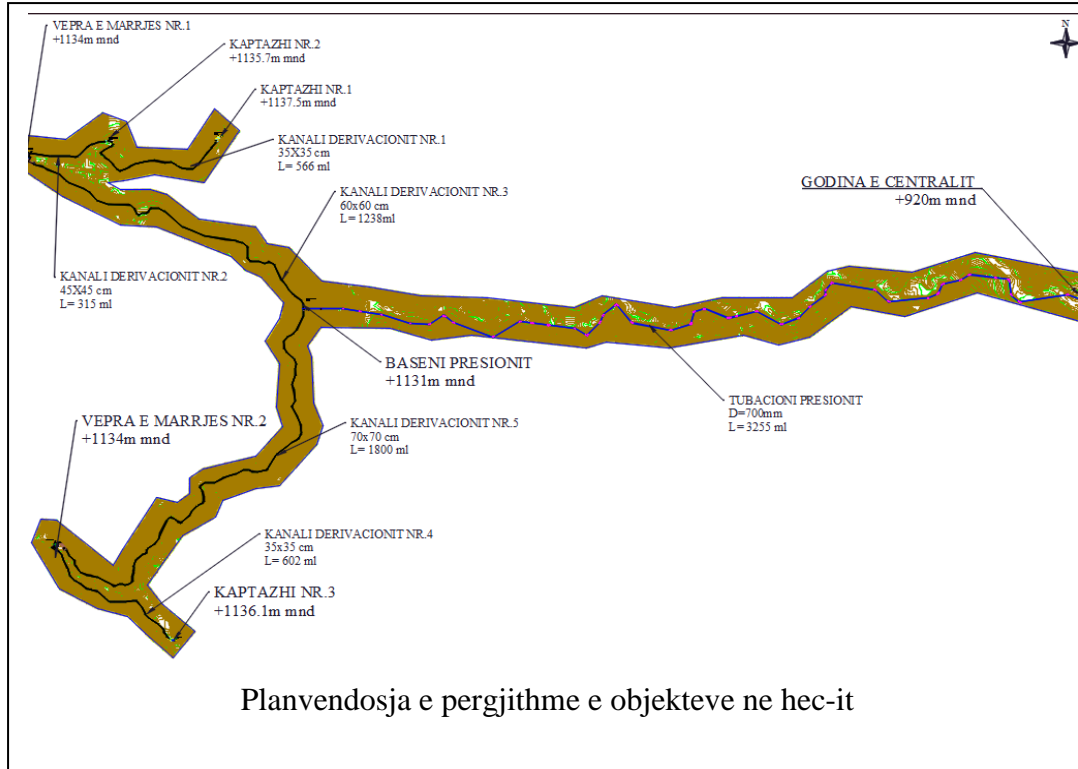 VEPRA E MARRJES NR.1
+1134m mnd
N
KAPTAZHI NR.2
+1135.7m mnd
KAPTAZHI NR.1
+1137.5m mnd
KANALI DERIVACIONIT NR.1
35X35 cm
L= 566 ml
KANALI DERIVACIONIT NR.3
60x60 cm
L= 1238ml
GODINA E CENTRALIT
+920m mnd
KANALI DERIVACIONIT NR.2
45X45 cm
L= 315 ml
BASENI PRESIONIT
+1131m mnd
TUBACIONI PRESIONIT
D=700mm
L= 3255 ml
VEPRA E MARRJES NR.2
+1134m mnd
KANALI DERIVACIONIT NR.5
70x70 cm
L= 1800 ml
KANALI DERIVACIONIT NR.4
35x35 cm
L= 602 ml
KAPTAZHI NR.3
+1136.1m mnd
Planvendosja e pergjithme e objekteve ne hec-it